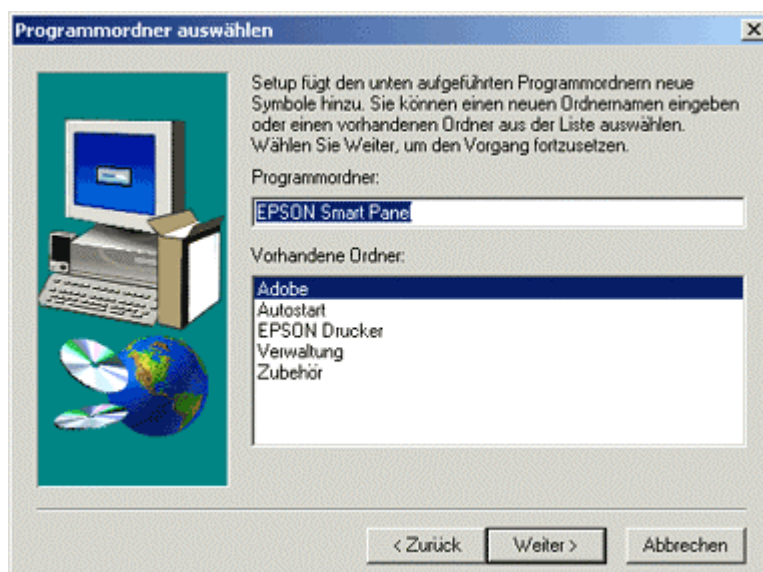 Programmordner auswählen
Setup fügt den unten aufgeführten Programmordnern neue
Symbole hinzu. Sie können einen neuen Ordnernamen eingeben
oder einen vorhandenen Ordner aus der Liste auswählen.
Wählen Sie Weiter, um den Vorgang fortzusetzen.
Programmordner:
EPSON Smart Panel
Vorhandene Ordner:
Adobe
Autostart
EPSON Drucker
Verwaltung
Zubehör
< Zurück Weiter > Abbrechen